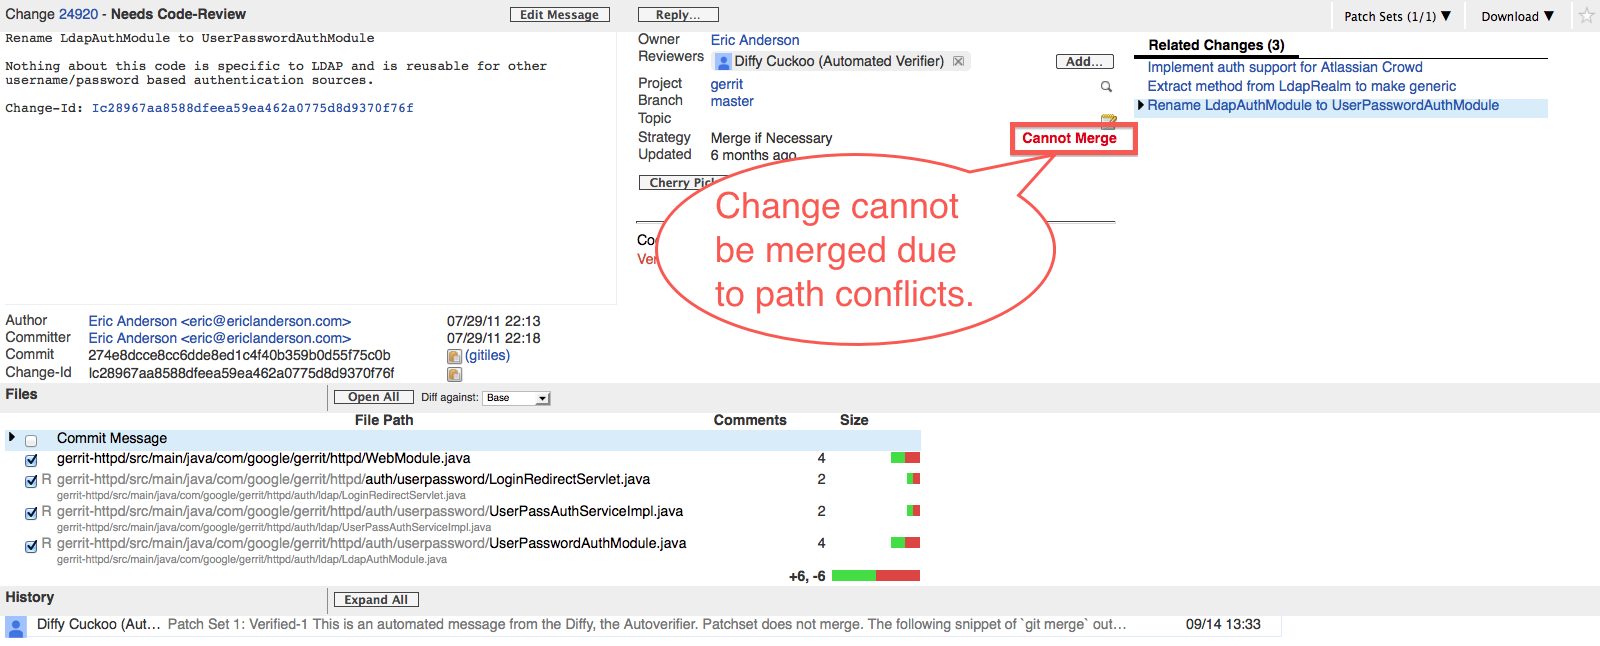 Change 24920 - Needs Code-Review
Edit Message
Reply...
Patch Sets (1/1) ▼
Download ▼
Rename LdapAuthModule to UserPasswordAuthModule
Nothing about this code is specific to LDAP and is reusable for other
username/password based authentication sources.
Change-Id: Ic28967aa8588dfeea59ea462a0775d8d9370f76f
Owner Eric Anderson
Reviewers Diffy Cuckoo (Automated Verifier)
Add...
Project gerrit
Branch master
Topic
Strategy Merge if Necessary
Cannot Merge
Updated 6 months ago
Cherry Pick
Co
Ver
Change cannot
be merged due
to path conflicts.
Related Changes (3)
Implement auth support for Atlassian Crowd
Extract method from LdapRealm to make generic
Rename LdapAuthModule to UserPasswordAuthModule
Author Eric Anderson <eric@ericlanderson.com> 07/29/11 22:13
Committer Eric Anderson <eric@ericlanderson.com> 07/29/11 22:18
Commit 274e8dcce8cc6dde8ed1c4f40b359b0d55f75c0b (gitiles)
Change-Id Ic28967aa8588dfeea59ea462a0775d8d9370f76f
Files
Open All
Diff against: Base
File Path Comments Size
Commit Message
gerrit-httpd/src/main/java/com/google/gerrit/httpd/WebModule.java 4
R gerrit-httpd/src/main/java/com/google/gerrit/httpd/auth/userpassword/LoginRedirectServlet.java 2
gerrit-httpd/src/main/java/com/google/gerrit/httpd/auth/ldap/LoginRedirectServlet.java
R gerrit-httpd/src/main/java/com/google/gerrit/httpd/auth/userpassword/UserPassAuthServiceImpl.java 2
gerrit-httpd/src/main/java/com/google/gerrit/httpd/auth/ldap/UserPassAuthServiceImpl.java
R gerrit-httpd/src/main/java/com/google/gerrit/httpd/auth/userpassword/UserPasswordAuthModule.java 4
gerrit-httpd/src/main/java/com/google/gerrit/httpd/auth/ldap/LdapAuthModule.java
+6, -6
History
Expand All
Diffy Cuckoo (Aut... Patch Set 1: Verified-1 This is an automated message from the Diffy, the Autoverifier. Patchset does not merge. The following snippet of `git merge` out... 09/14 13:33